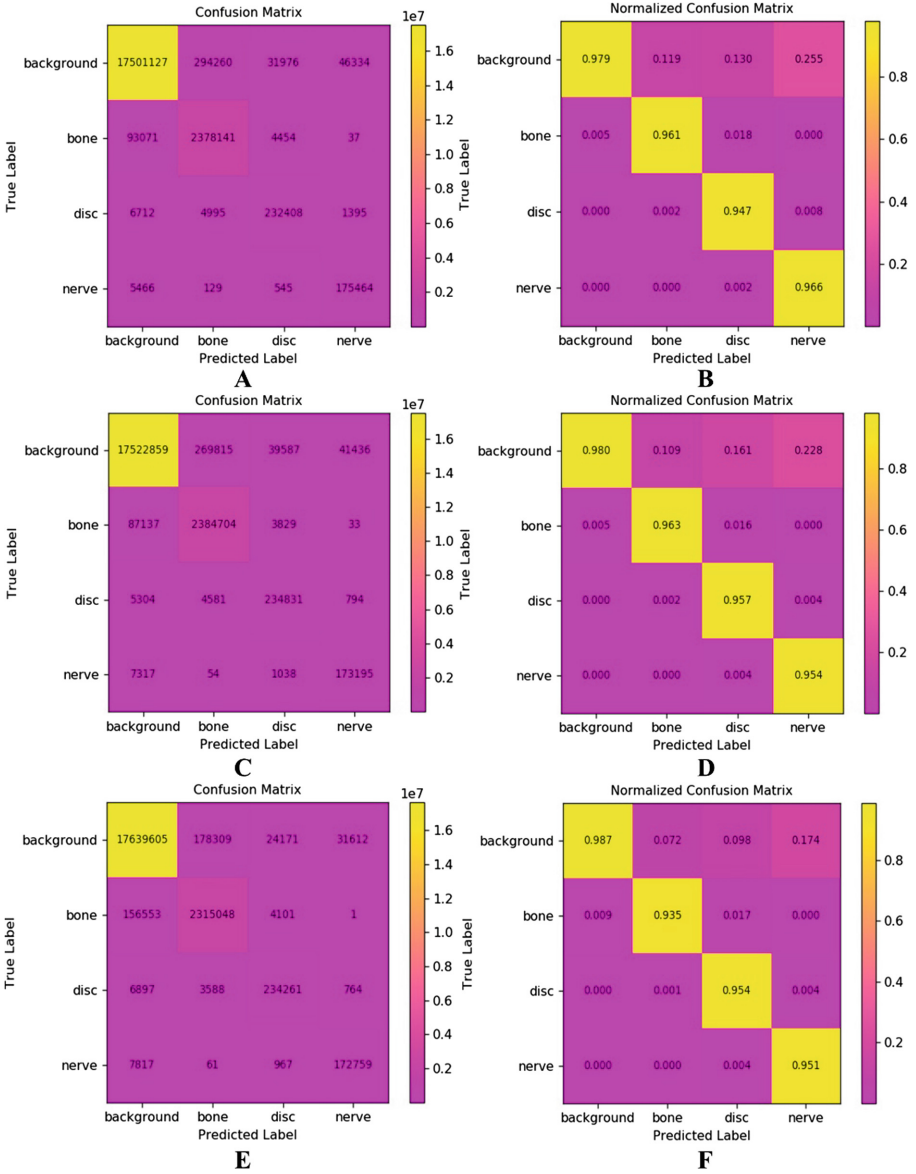 Confusion Matrix
1e7
True Label
background 17501127 294260 31976 46334
bone 93071 2378141 4454 37
disc 6712 4995 232408 1395
nerve 5466 129 545 175464
background bone disc nerve
Predicted Label
1.6
1.4
1.2
1.0
0.8
0.6
0.4
0.2
A
Normalized Confusion Matrix
True Label
background 0.979 0.119 0.130 0.255
bone 0.005 0.961 0.018 0.000
disc 0.000 0.002 0.947 0.008
nerve 0.000 0.000 0.002 0.966
background bone disc nerve
Predicted Label
0.8
0.6
0.4
0.2
B
Confusion Matrix
1e7
True Label
background 17522859 269815 39587 41436
bone 87137 2384704 3829 33
disc 5304 4581 234831 794
nerve 7317 54 1038 173195
background bone disc nerve
Predicted Label
1.6
1.4
1.2
1.0
0.8
0.6
0.4
0.2
C
Normalized Confusion Matrix
True Label
background 0.980 0.109 0.161 0.228
bone 0.005 0.963 0.016 0.000
disc 0.000 0.002 0.957 0.004
nerve 0.000 0.000 0.004 0.954
background bone disc nerve
Predicted Label
0.8
0.6
0.4
0.2
D
Confusion Matrix
1e7
True Label
background 17639605 178309 24171 31612
bone 156553 2315048 4101 1
disc 6897 3588 234261 764
nerve 7817 61 967 172759
background bone disc nerve
Predicted Label
1.6
1.4
1.2
1.0
0.8
0.6
0.4
0.2
E
Normalized Confusion Matrix
True Label
background 0.987 0.072 0.098 0.174
bone 0.009 0.935 0.017 0.000
disc 0.000 0.001 0.954 0.004
nerve 0.000 0.000 0.004 0.951
background bone disc nerve
Predicted Label
0.8
0.6
0.4
0.2
F